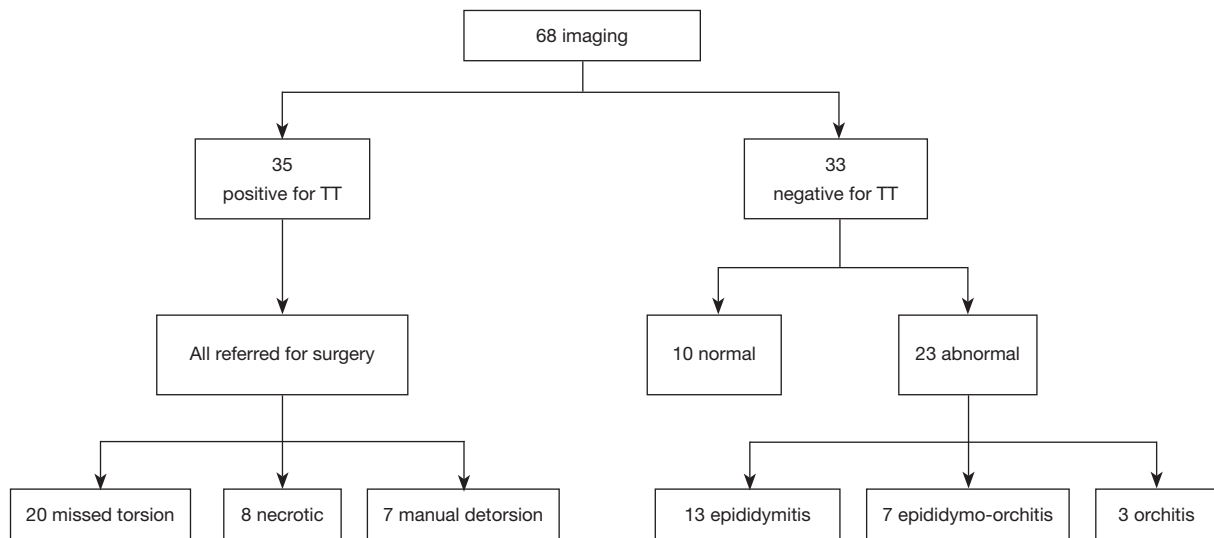 68 imaging
35
positive for TT
33
negative for TT
All referred for surgery
10 normal
23 abnormal
20 missed torsion
8 necrotic
7 manual detorsion
13 epididymitis
7 epididymo-orchitis
3 orchitis